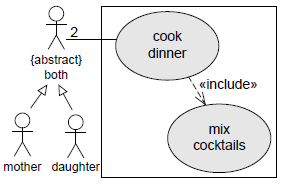 2
cook
dinner
{abstract}
both
«include»
mix
cocktails
mother
daughter